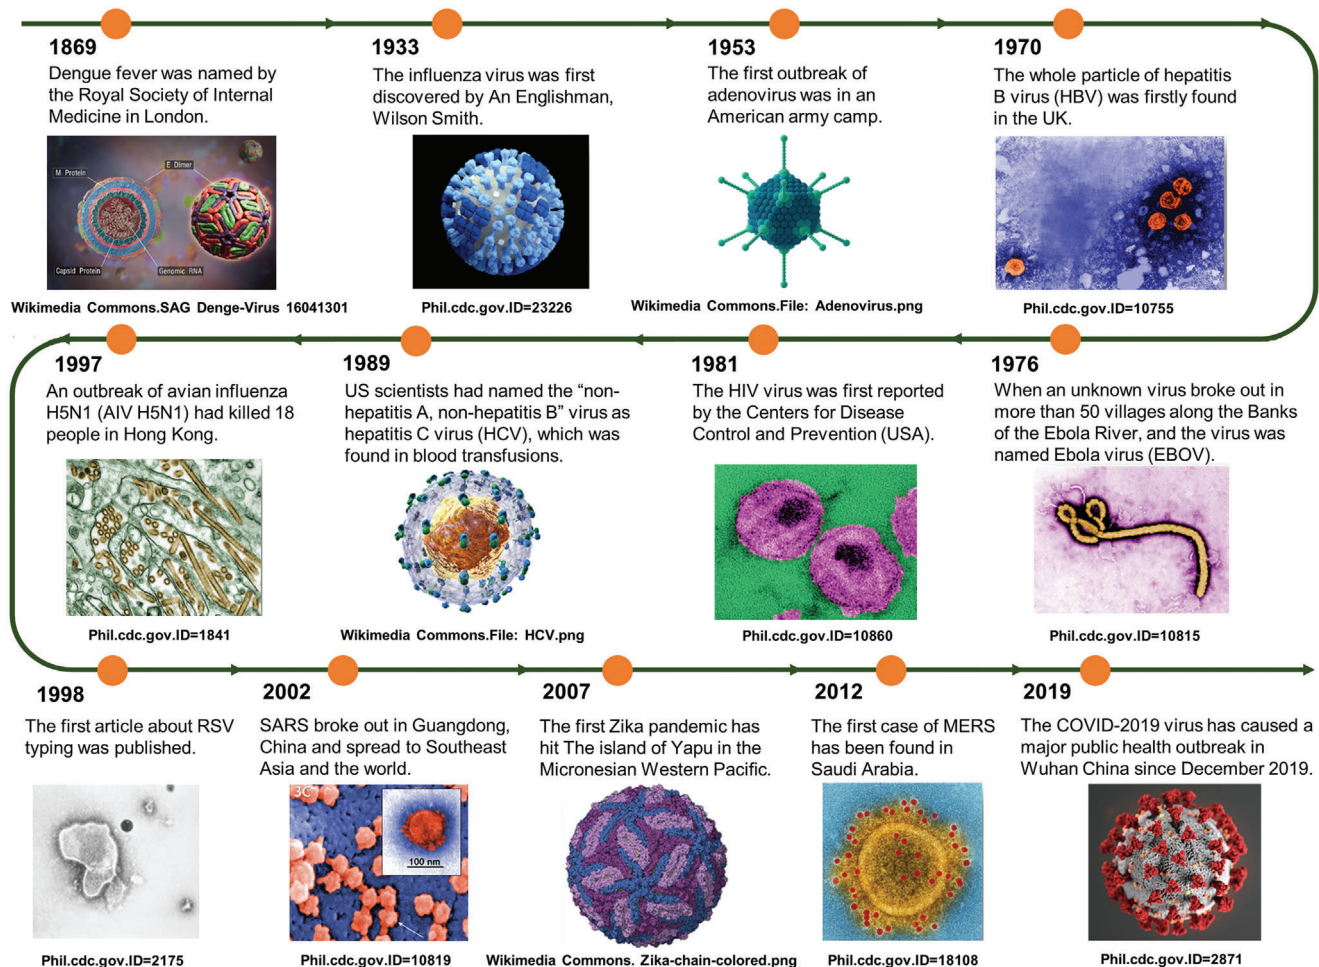 1869
Dengue fever was named by
the Royal Society of Internal
Medicine in London.
M Protein
E Dimer
Capsid Protein
Genomic RNA
Wikimedia Commons.SAG Denge-Virus 16041301
1933
The influenza virus was first
discovered by An Englishman,
Wilson Smith.
Phil.cdc.gov.ID=23226
1953
The first outbreak of
adenovirus was in an
American army camp.
Wikimedia Commons.File: Adenovirus.png
1970
The whole particle of hepatitis
B virus (HBV) was firstly found
in the UK.
Phil.cdc.gov.ID=10755
1976
When an unknown virus broke out in
more than 50 villages along the Banks
of the Ebola River, and the virus was
named Ebola virus (EBOV).
Phil.cdc.gov.ID=10815
1981
The HIV virus was first reported
by the Centers for Disease
Control and Prevention (USA).
Phil.cdc.gov.ID=10860
1989
US scientists had named the “non-
hepatitis A, non-hepatitis B” virus as
hepatitis C virus (HCV), which was
found in blood transfusions.
Wikimedia Commons.File: HCV.png
1997
An outbreak of avian influenza
H5N1 (AIV H5N1) had killed 18
people in Hong Kong.
Phil.cdc.gov.ID=1841
1998
The first article about RSV
typing was published.
Phil.cdc.gov.ID=2175
2002
SARS broke out in Guangdong,
China and spread to Southeast
Asia and the world.
3C
100 nm
Phil.cdc.gov.ID=10819
2007
The first Zika pandemic has
hit The island of Yapu in the
Micronesian Western Pacific.
Wikimedia Commons. Zika-chain-colored.png
2012
The first case of MERS
has been found in
Saudi Arabia.
Phil.cdc.gov.ID=18108
2019
The COVID-2019 virus has caused a
major public health outbreak in
Wuhan China since December 2019.
Phil.cdc.gov.ID=2871